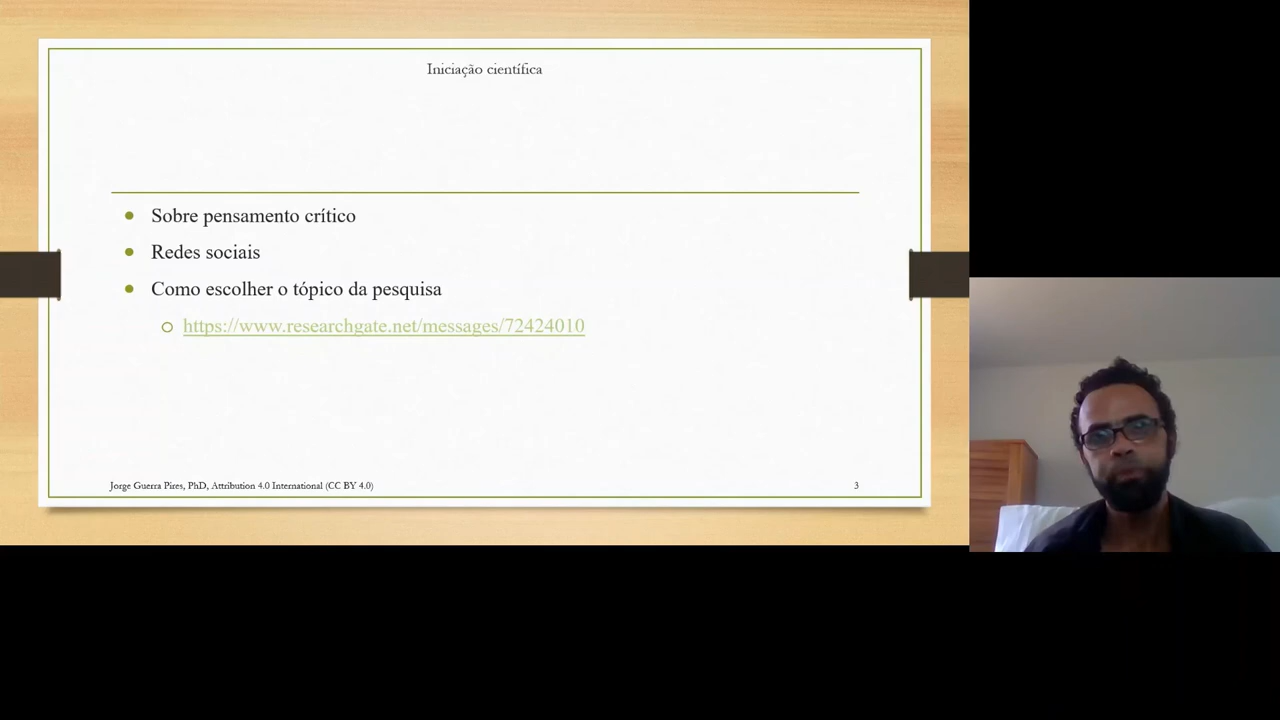 Iniciação científica
Sobre pensamento crítico
Redes sociais
Como escolher o tópico da pesquisa
https://www.researchgate.net/messages/72424010
Jorge Guerra Pires, PhD, Attribution 4.0 International (CC BY 4.0)
3